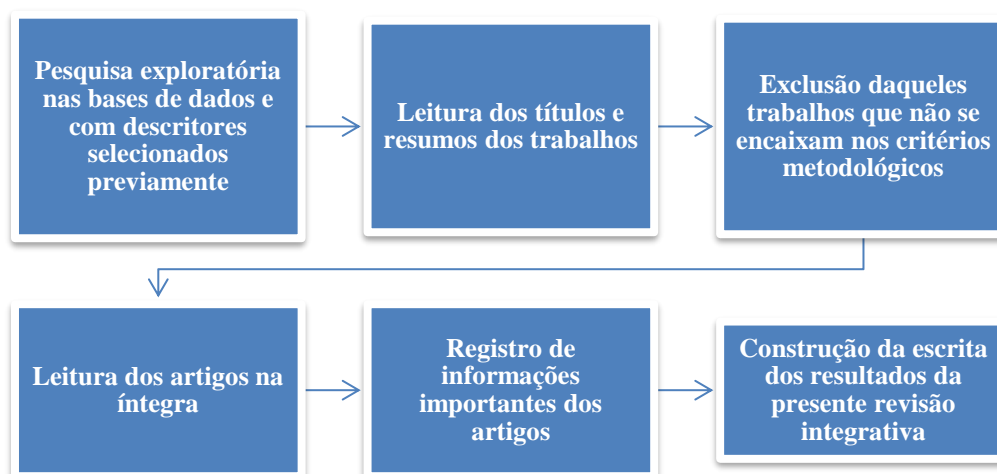 Pesquisa exploratória
nas bases de dados e
com descritores
selecionados
previamente
Leitura dos títulos e
resumos dos trabalhos
Exclusão daqueles
trabalhos que não se
encaixam nos critérios
metodológicos
Leitura dos artigos na
íntegra
Registro de
informações
importantes dos
artigos
Construção da escrita
dos resultados da
presente revisão
integrativa